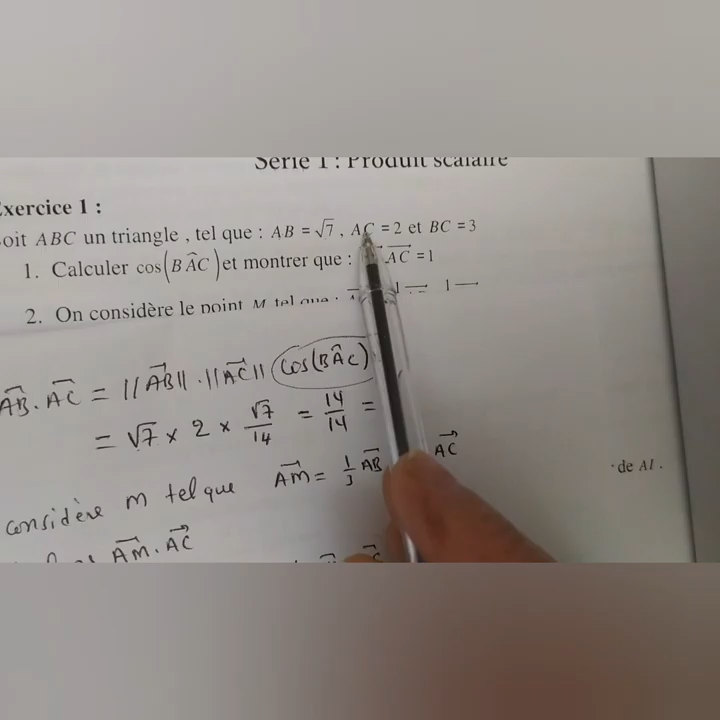 Série 1 : Produit scalaire
xercice 1 :
oit ABC un triangle , tel que : AB = √7 , AC = 2 et BC = 3
1. Calculer cos(BÂC) et montrer que : AC = 1
2. On considère le point M tel que :
AB . AC = ||AB|| . ||AC|| cos(BÂC)
= √7 × 2 × √7/14 = 14/14 =
considère m tel que AM = 1/3 AB AC
de AI .
AM . AC